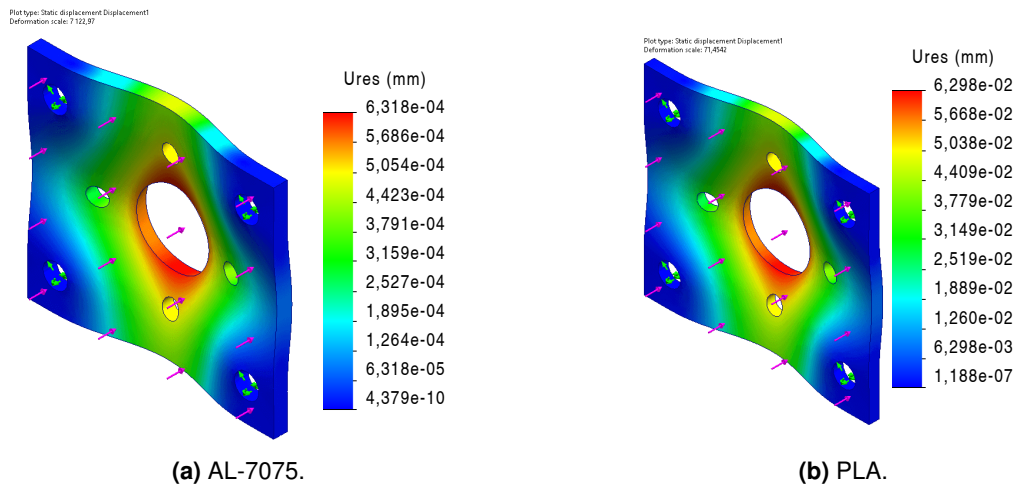 Plot type: Static displacement Displacement1
Deformation scale: 7 122,97
Ures (mm)
6,318e-04
5,686e-04
5,054e-04
4,423e-04
3,791e-04
3,159e-04
2,527e-04
1,895e-04
1,264e-04
6,318e-05
4,379e-10
(a) AL-7075.
Plot type: Static displacement Displacement1
Deformation scale: 71,4542
Ures (mm)
6,298e-02
5,668e-02
5,038e-02
4,409e-02
3,779e-02
3,149e-02
2,519e-02
1,889e-02
1,260e-02
6,298e-03
1,188e-07
(b) PLA.